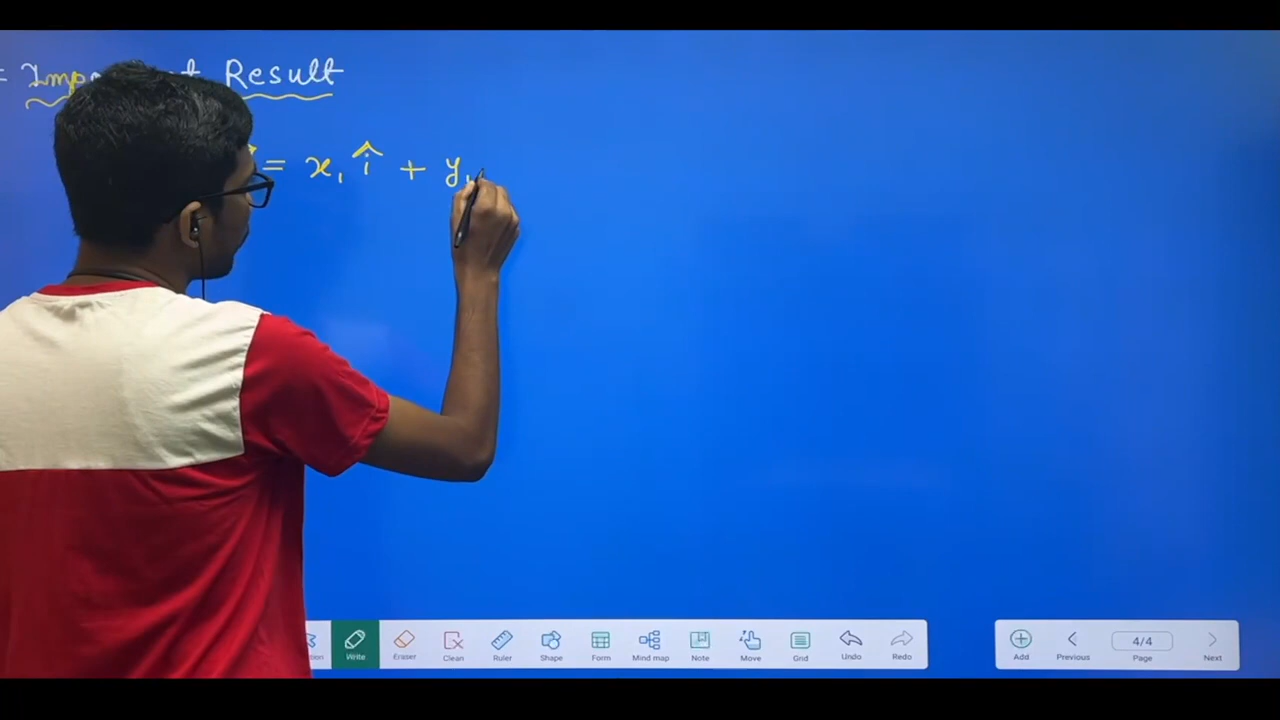 = Result
= x₁ î + y₁
Write Eraser Clean Ruler Shape Form Mind map Note Move Grid Undo Redo
Add Previous 4/4 Page Next